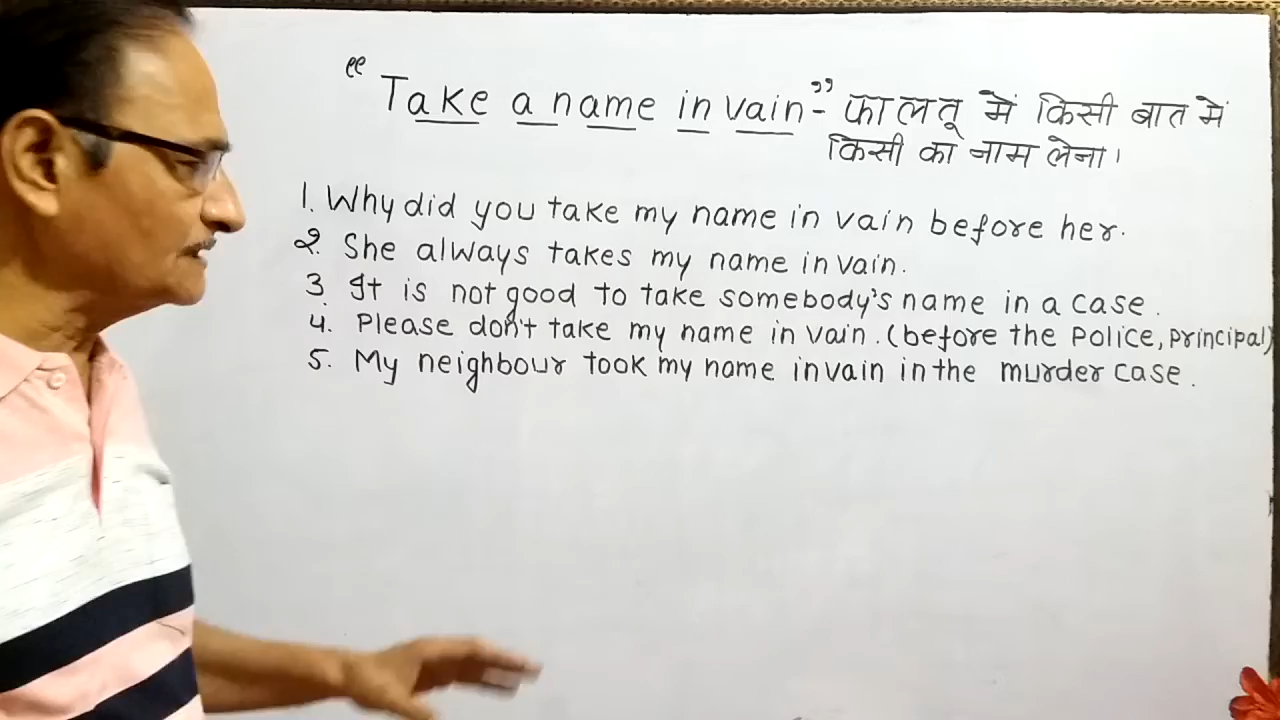 "Take a name in vain-" फालतू में किसी बात में
किसी का नाम लेना।
1. Why did you take my name in vain before her.
2. She always takes my name in vain.
3. It is not good to take somebody's name in a case.
4. Please don't take my name in vain. (before the Police, Principal)
5. My neighbour took my name in vain in the murder case.